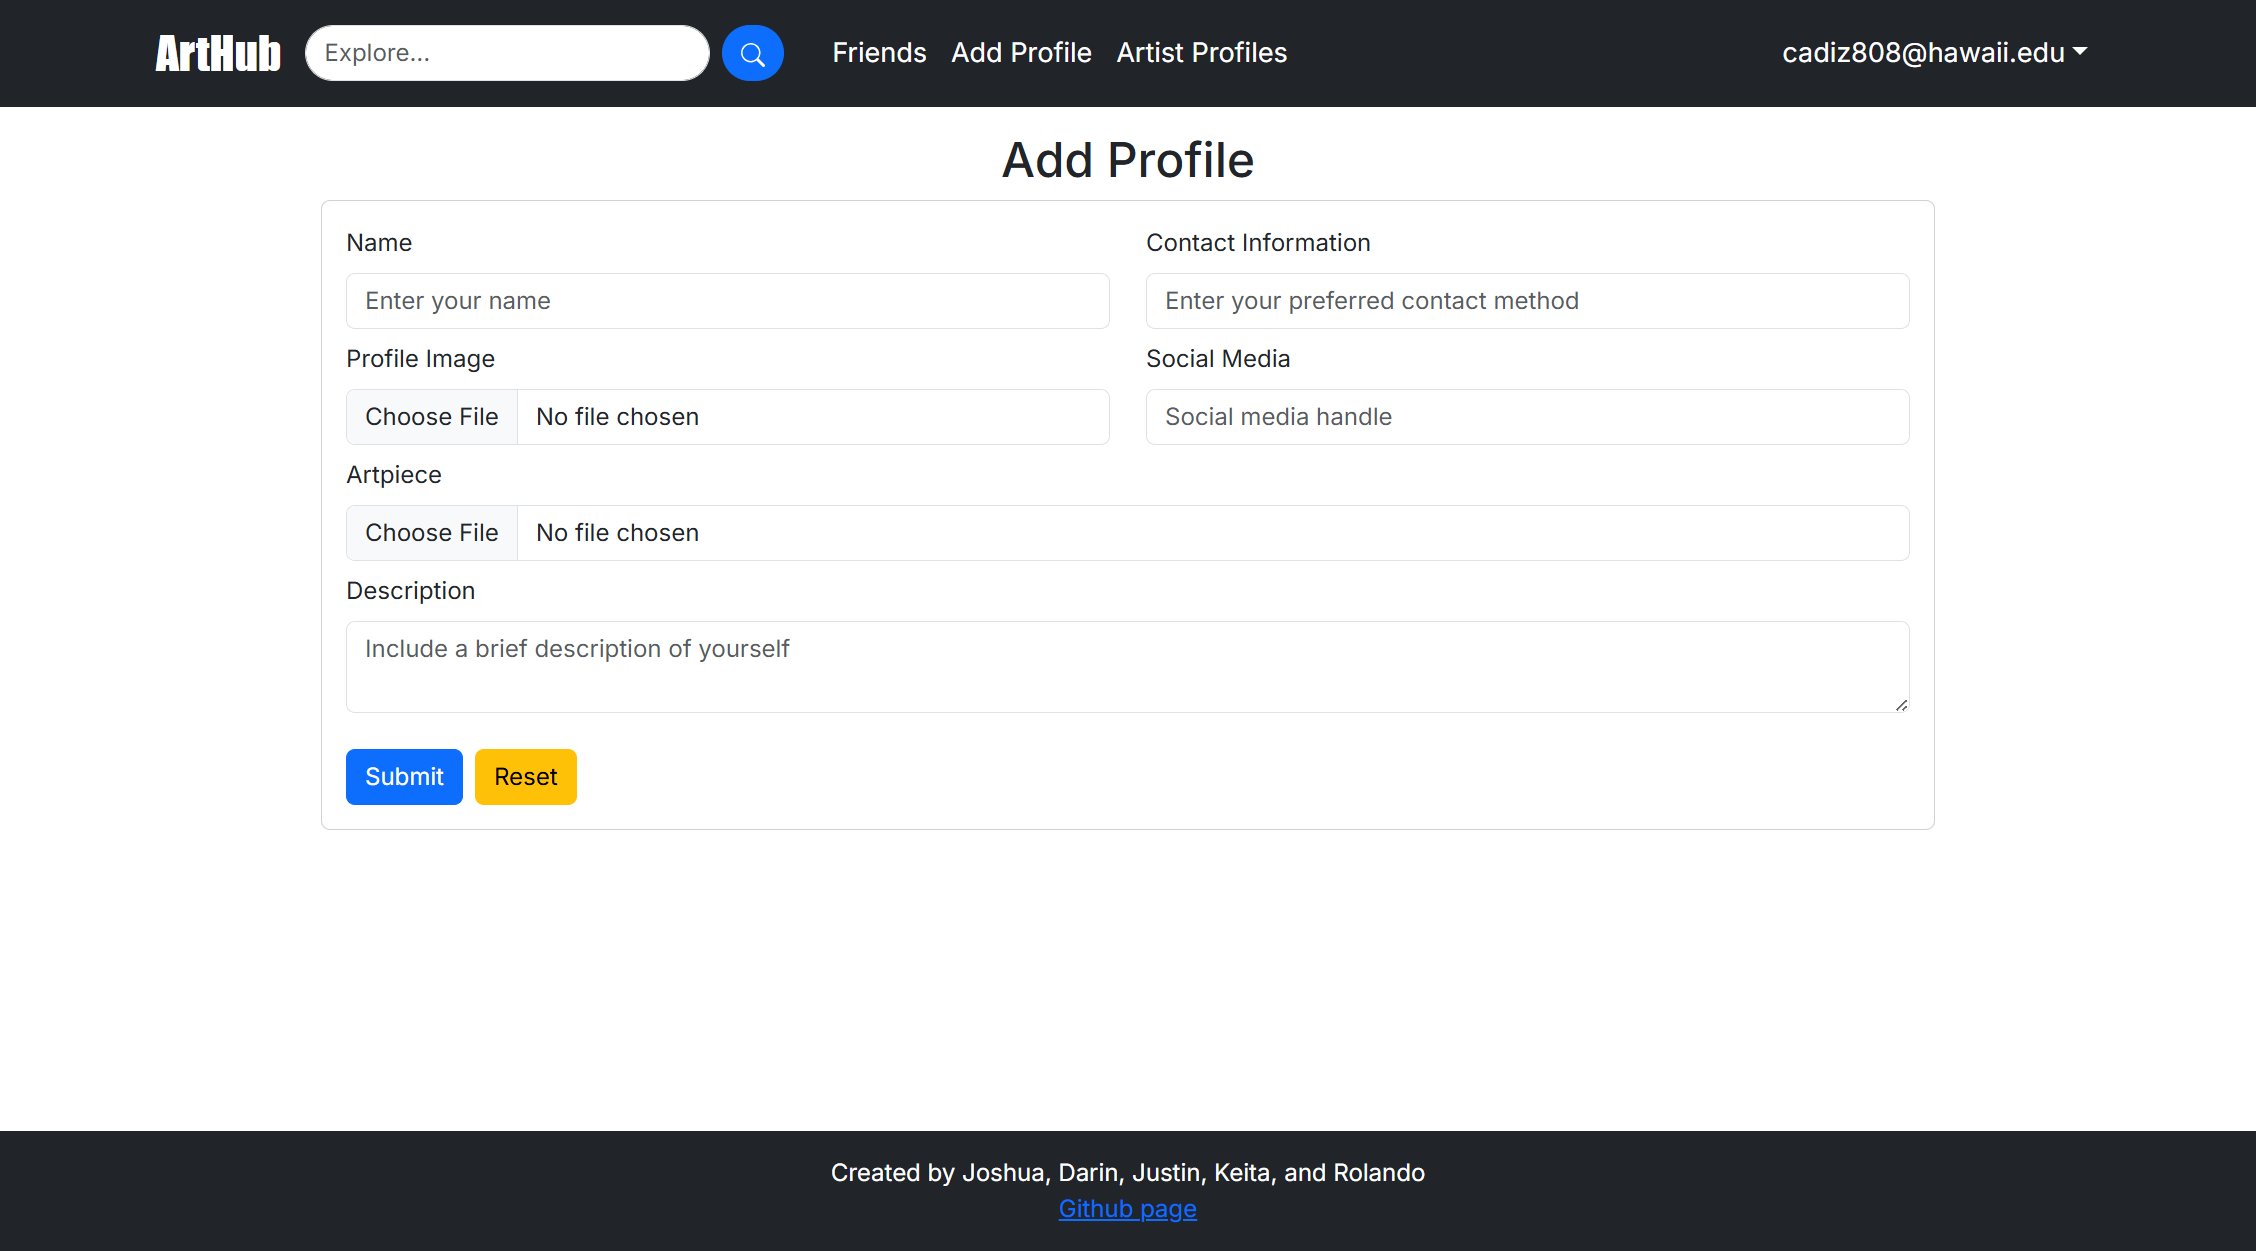 ArtHub Explore... Friends Add Profile Artist Profiles cadiz808@hawaii.edu
Add Profile
Name
Enter your name
Contact Information
Enter your preferred contact method
Profile Image
Choose File No file chosen
Social Media
Social media handle
Artpiece
Choose File No file chosen
Description
Include a brief description of yourself
Submit Reset
Created by Joshua, Darin, Justin, Keita, and Rolando
Github page